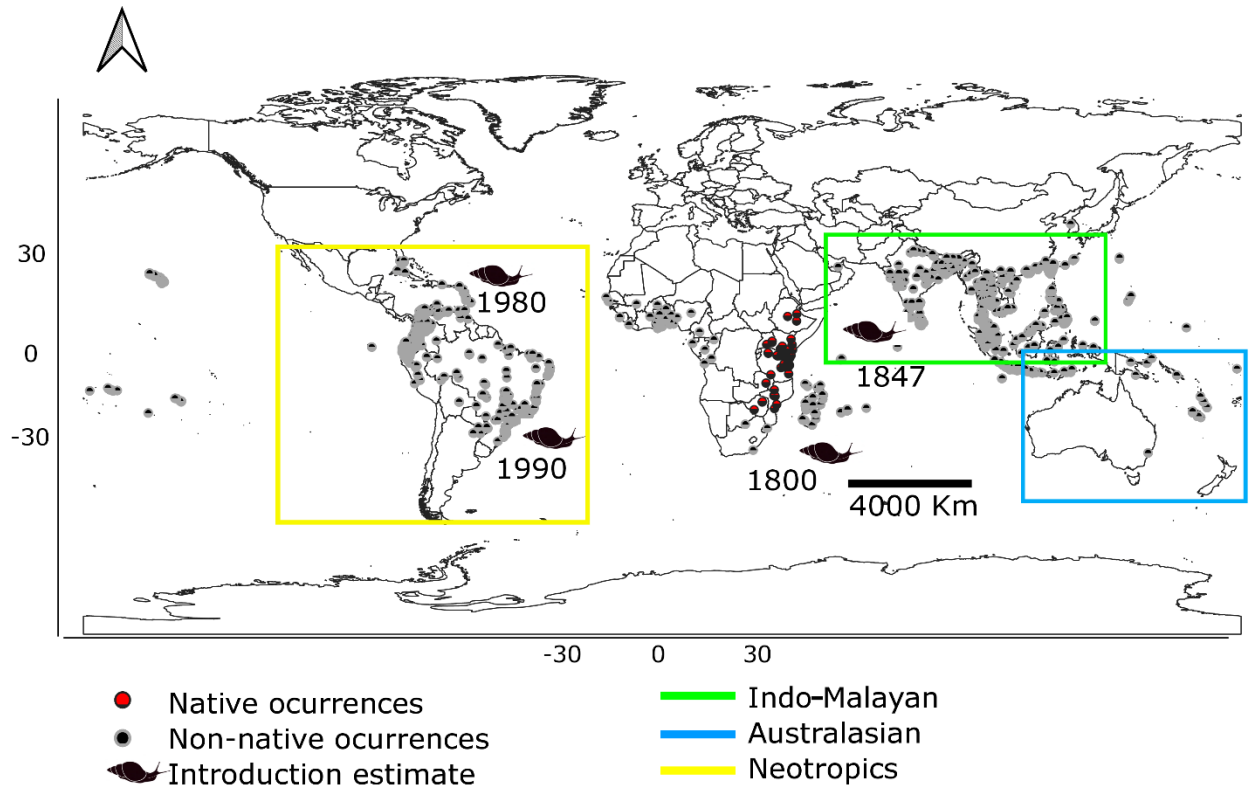 30
0
-30
1980
1990
1847
1800
4000 Km
-30 0 30
Native ocurrences
Non-native ocurrences
Introduction estimate
Indo-Malayan
Australasian
Neotropics